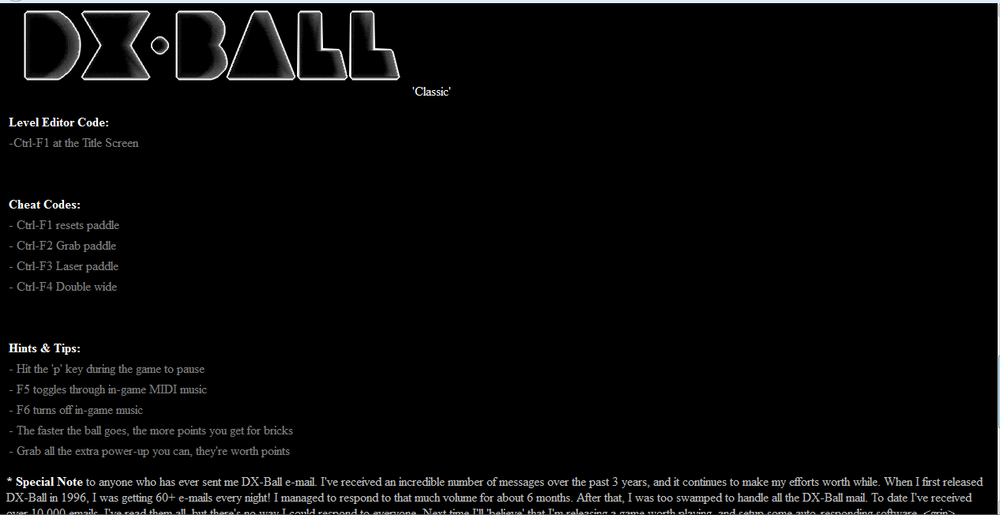 DX·BALL
'Classic'
Level Editor Code:
-Ctrl-F1 at the Title Screen
Cheat Codes:
- Ctrl-F1 resets paddle
- Ctrl-F2 Grab paddle
- Ctrl-F3 Laser paddle
- Ctrl-F4 Double wide
Hints & Tips:
- Hit the 'p' key during the game to pause
- F5 toggles through in-game MIDI music
- F6 turns off in-game music
- The faster the ball goes, the more points you get for bricks
- Grab all the extra power-up you can, they're worth points
* Special Note to anyone who has ever sent me DX-Ball e-mail. I've received an incredible number of messages over the past 3 years, and it continues to make my efforts worth while. When I first released
DX-Ball in 1996, I was getting 60+ e-mails every night! I managed to respond to that much volume for about 6 months. After that, I was too swamped to handle all the DX-Ball mail. To date I've received
over 10,000 emails. I've read them all, but there's no way I could respond to everyone. Next time I'll 'believe' that I'm releasing a game worth playing, and setup some auto-responding software. <grin>